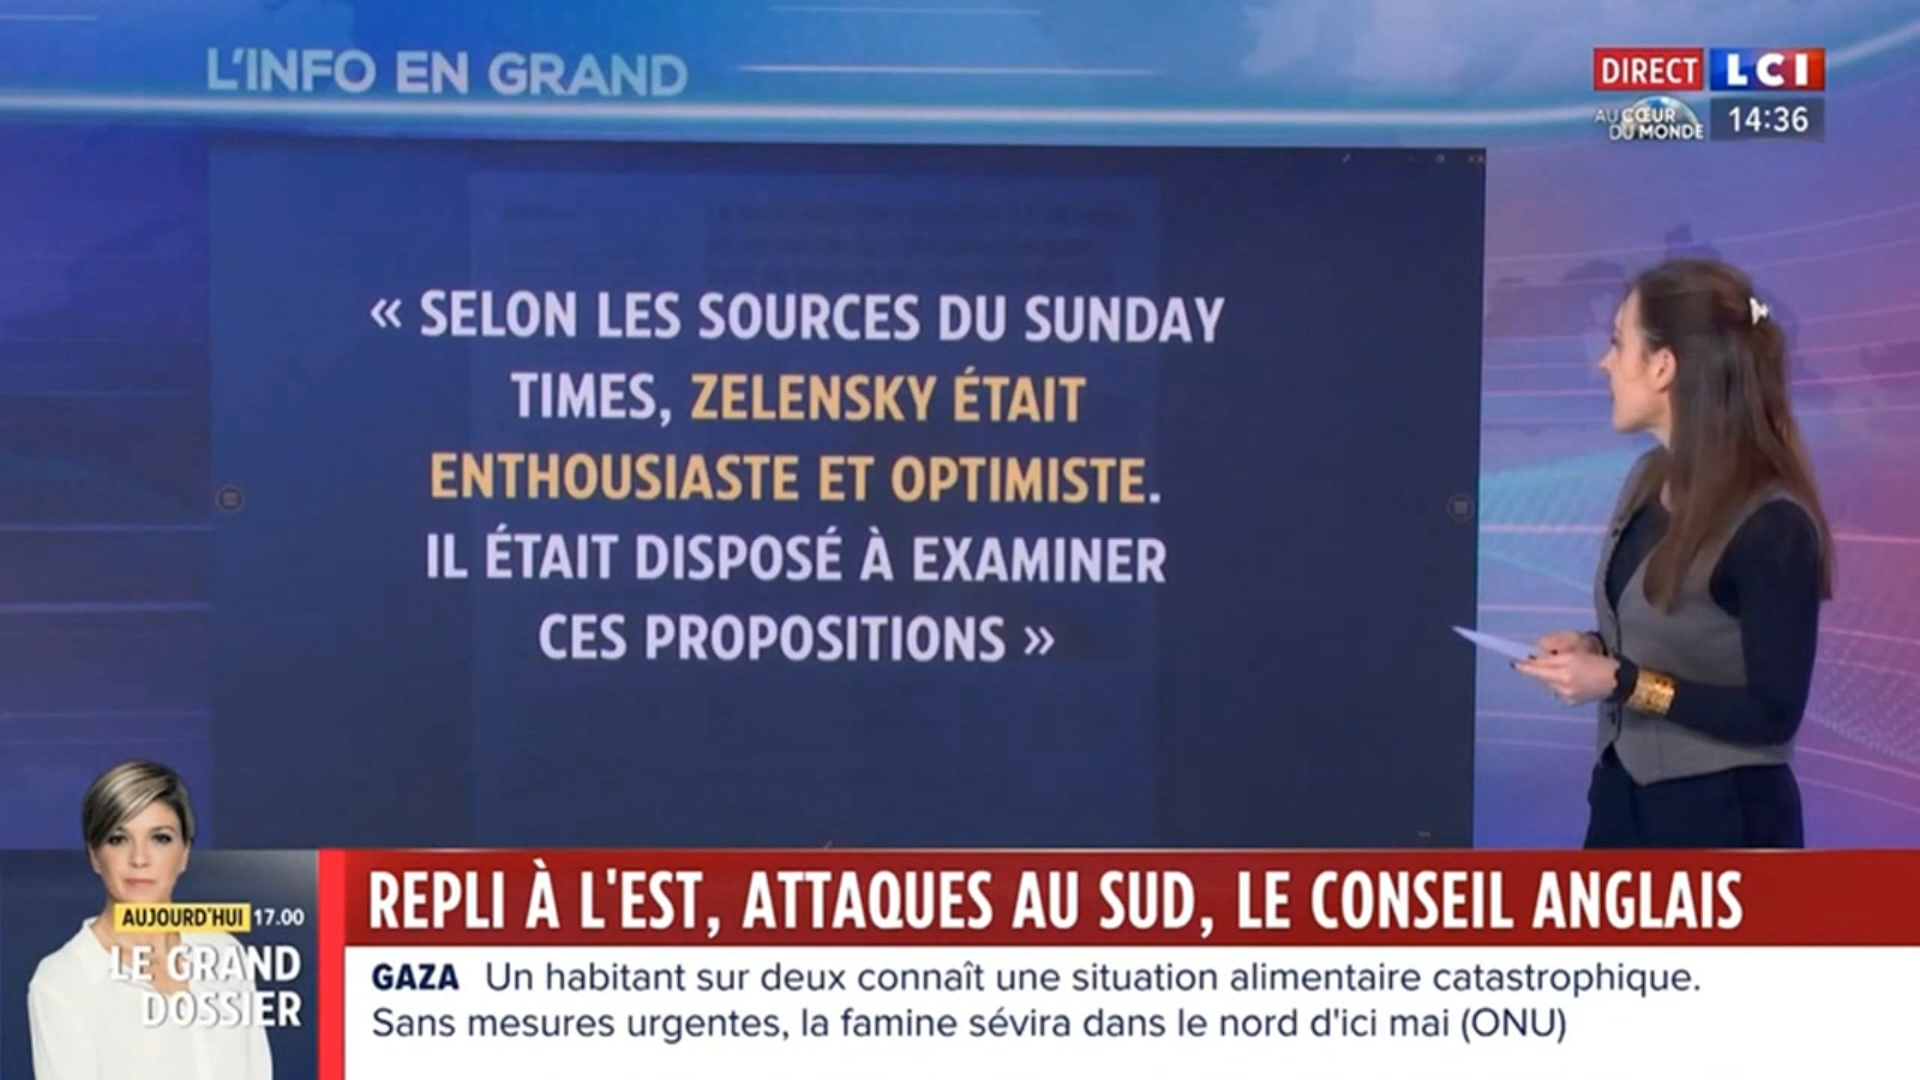 L'INFO EN GRAND
DIRECT LCI
AU CŒUR
DU MONDE
14:36
« SELON LES SOURCES DU SUNDAY
TIMES, ZELENSKY ÉTAIT
ENTHOUSIASTE ET OPTIMISTE.
IL ÉTAIT DISPOSÉ À EXAMINER
CES PROPOSITIONS »
AUJOURD'HUI 17.00
LE GRAND
DOSSIER
REPLI À L'EST, ATTAQUES AU SUD, LE CONSEIL ANGLAIS
GAZA Un habitant sur deux connaît une situation alimentaire catastrophique.
Sans mesures urgentes, la famine sévira dans le nord d'ici mai (ONU)